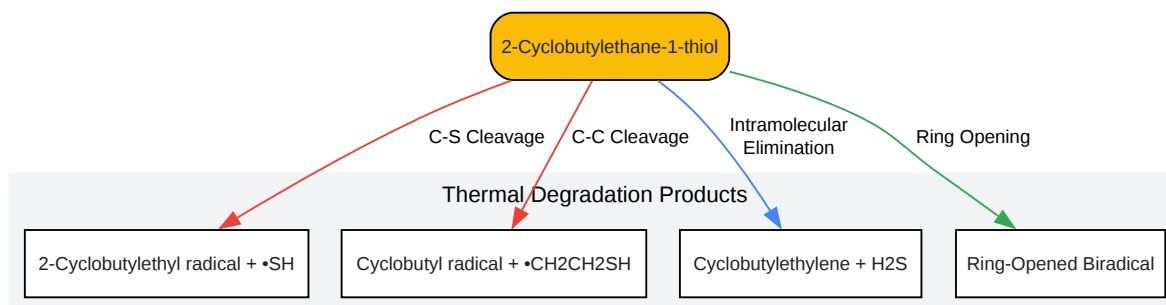 2-Cyclobutylethane-1-thiol
C-S Cleavage
C-C Cleavage
Intramolecular
Elimination
Ring Opening
Thermal Degradation Products
2-Cyclobutylethyl radical + •SH
Cyclobutyl radical + •CH2CH2SH
Cyclobutylethylene + H2S
Ring-Opened Biradical